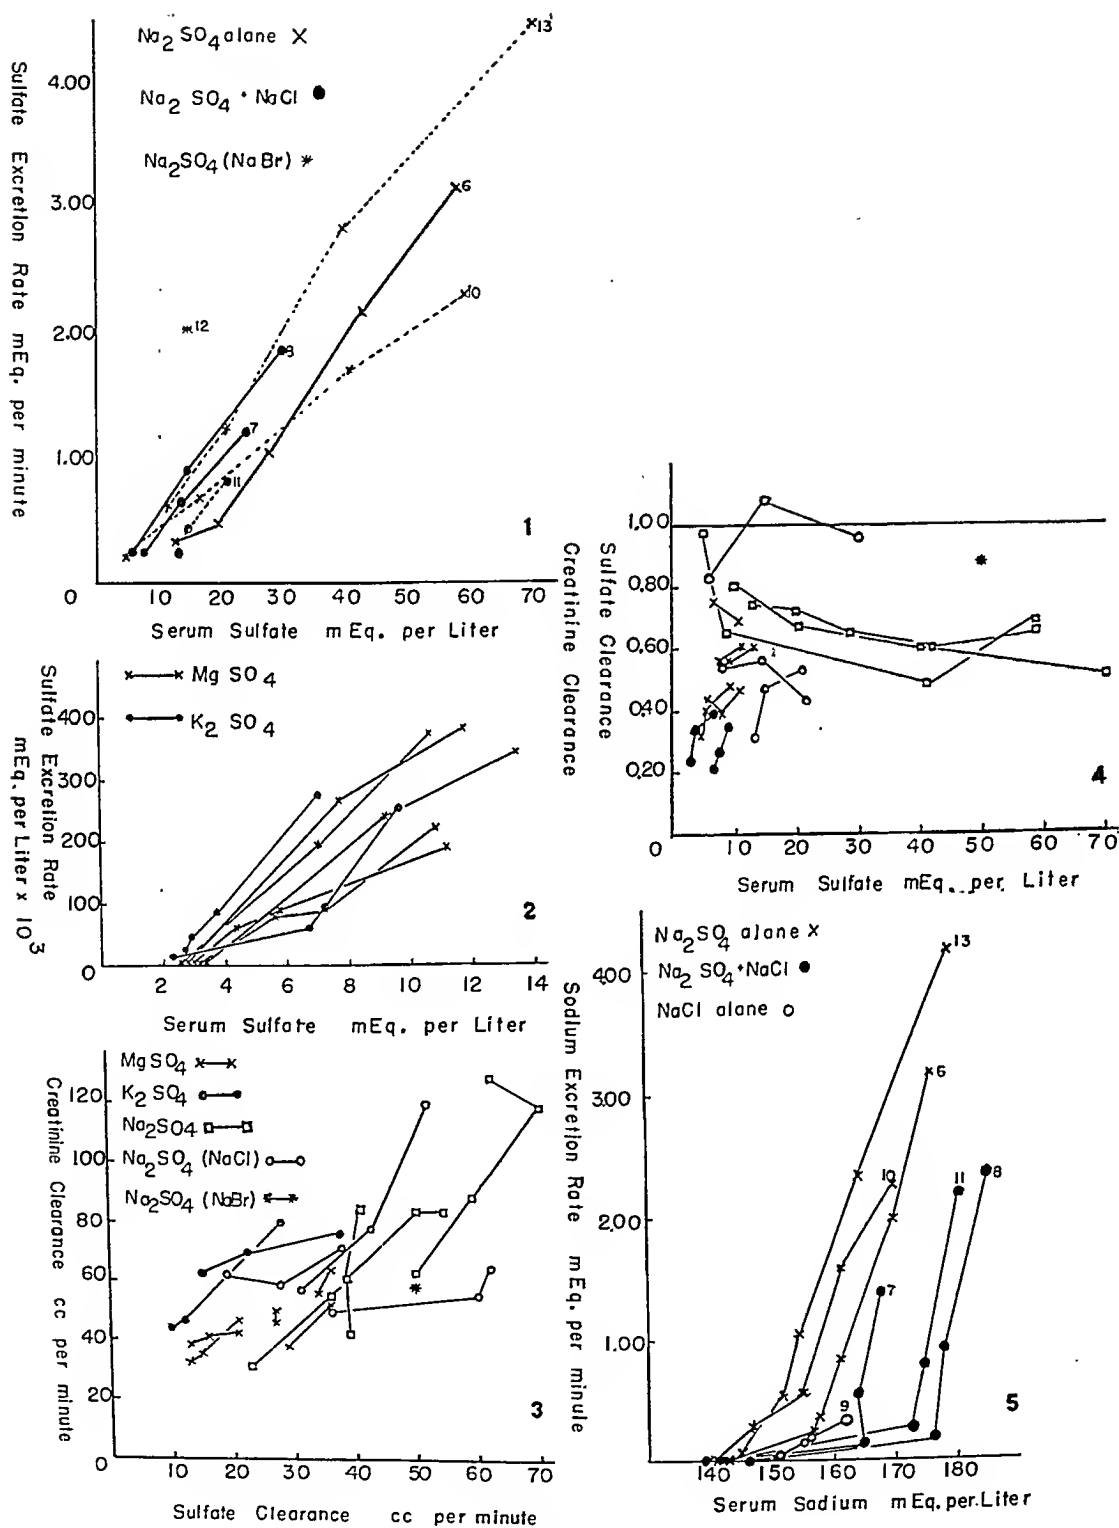 Na2 SO4 alone X
Na2 SO4 + NaCl ●
Na2SO4 (NaBr) *
Sulfate Excretion Rate mEq. per minute
4.00
3.00
2.00
1.00
13
6
10
12
8
7
11
1
0 10 20 30 40 50 60 70
Serum Sulfate mEq. per Liter
Sulfate Excretion Rate
mEq. per Liter x 103
x—x Mg SO4
●—● K2 SO4
400
300
200
100
0
2
2 4 6 8 10 12 14
Serum Sulfate mEq. per Liter
MgSO4 x—x
K2SO4
Na2SO4 □—□
Na2SO4 (NaCl) o—o
Na2SO4 (NaBr) *—*
Creatinine Clearance cc per minute
120
100
80
60
40
20
0
3
10 20 30 40 50 60 70
Sulfate Clearance cc per minute
Sulfate Clearance
Creatinine Clearance
1.00
0.80
0.60
0.40
0.20
4
0 10 20 30 40 50 60 70
Serum Sulfate mEq. per Liter
Na2SO4 alone x
Na2SO4+NaCl ●
NaCl alone o
Sodium Excretion Rate mEq. per minute
4.00
3.00
2.00
1.00
13
6
10
11
8
7
9
5
140 150 160 170 180
Serum Sodium mEq. per Liter